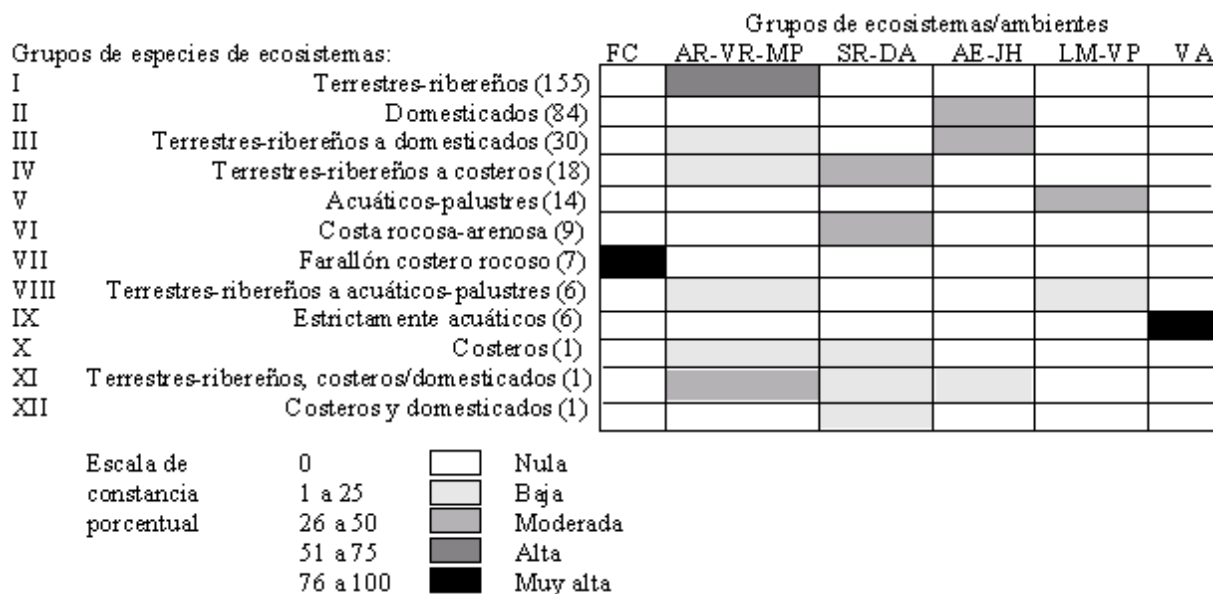 Grupos de ecosistemas/ambientes
Grupos de especies de ecosistemas: FC AR-VR-MP SR-DA AE-JH LM-VP VA
I Terrestres-ribereños (155)
II Domesticados (84)
III Terrestres-ribereños a domesticados (30)
IV Terrestres-ribereños a costeros (18)
V Acuáticos-palustres (14)
VI Costa rocosa-arenosa (9)
VII Farallón costero rocoso (7)
VIII Terrestres-ribereños a acuáticos-palustres (6)
IX Estrictamente acuáticos (6)
X Costeros (1)
XI Terrestres-ribereños, costeros/domesticados (1)
XII Costeros y domesticados (1)
Escala de 0 Nula
constancia 1 a 25 Baja
porcentual 26 a 50 Moderada
51 a 75 Alta
76 a 100 Muy alta